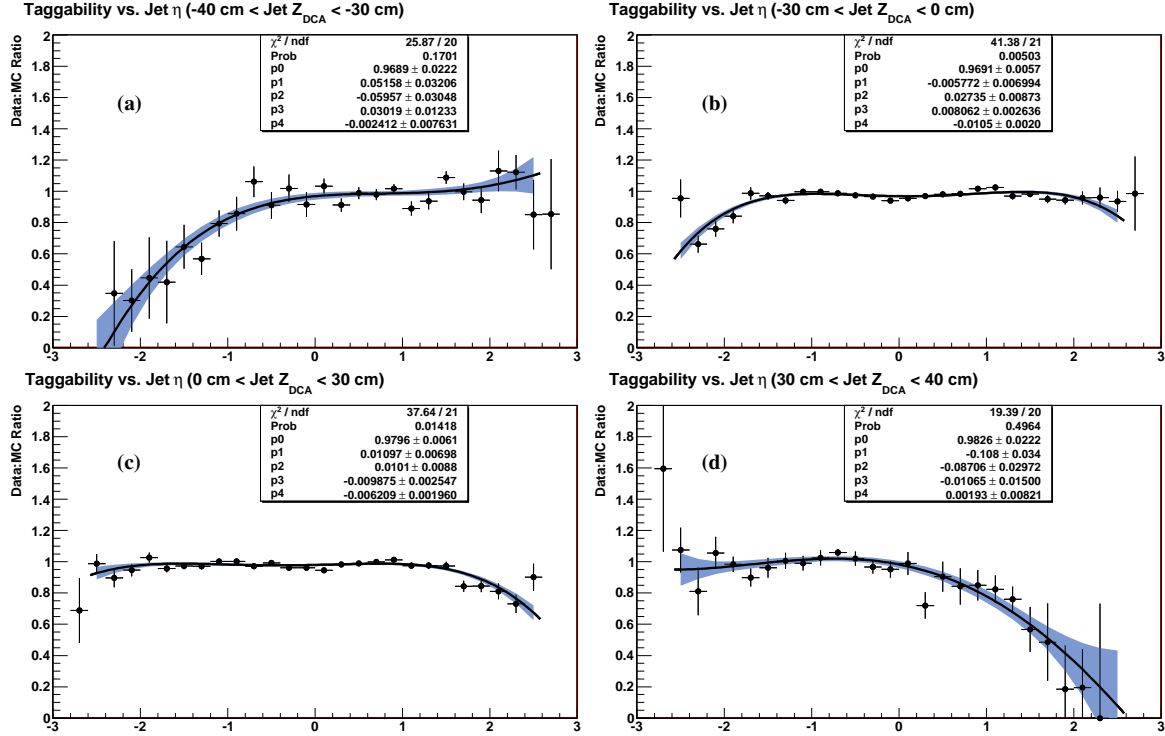 Taggability vs. Jet η (-40 cm < Jet Z_DCA < -30 cm)
Data:MC Ratio
2
1.8
1.6
1.4
1.2
1
0.8
0.6
0.4
0.2
0
(a)
χ² / ndf 25.87 / 20
Prob 0.1701
p0 0.9689 ± 0.0222
p1 0.05158 ± 0.03206
p2 -0.05957 ± 0.03048
p3 0.03019 ± 0.01233
p4 -0.002412 ± 0.007631
-3 -2 -1 0 1 2 3
Taggability vs. Jet η (-30 cm < Jet Z_DCA < 0 cm)
Data:MC Ratio
2
1.8
1.6
1.4
1.2
1
0.8
0.6
0.4
0.2
0
(b)
χ² / ndf 41.38 / 21
Prob 0.00503
p0 0.9691 ± 0.0057
p1 -0.005772 ± 0.006994
p2 0.02735 ± 0.00873
p3 0.008062 ± 0.002636
p4 -0.0105 ± 0.0020
-3 -2 -1 0 1 2 3
Taggability vs. Jet η (0 cm < Jet Z_DCA < 30 cm)
Data:MC Ratio
2
1.8
1.6
1.4
1.2
1
0.8
0.6
0.4
0.2
0
(c)
χ² / ndf 37.64 / 21
Prob 0.01418
p0 0.9796 ± 0.0061
p1 0.01097 ± 0.00698
p2 0.0101 ± 0.0088
p3 -0.009875 ± 0.002547
p4 -0.006209 ± 0.001960
-3 -2 -1 0 1 2 3
Taggability vs. Jet η (30 cm < Jet Z_DCA < 40 cm)
Data:MC Ratio
2
1.8
1.6
1.4
1.2
1
0.8
0.6
0.4
0.2
0
(d)
χ² / ndf 19.39 / 20
Prob 0.4964
p0 0.9826 ± 0.0222
p1 -0.108 ± 0.034
p2 -0.08706 ± 0.02972
p3 -0.01065 ± 0.01500
p4 0.00193 ± 0.00821
-3 -2 -1 0 1 2 3